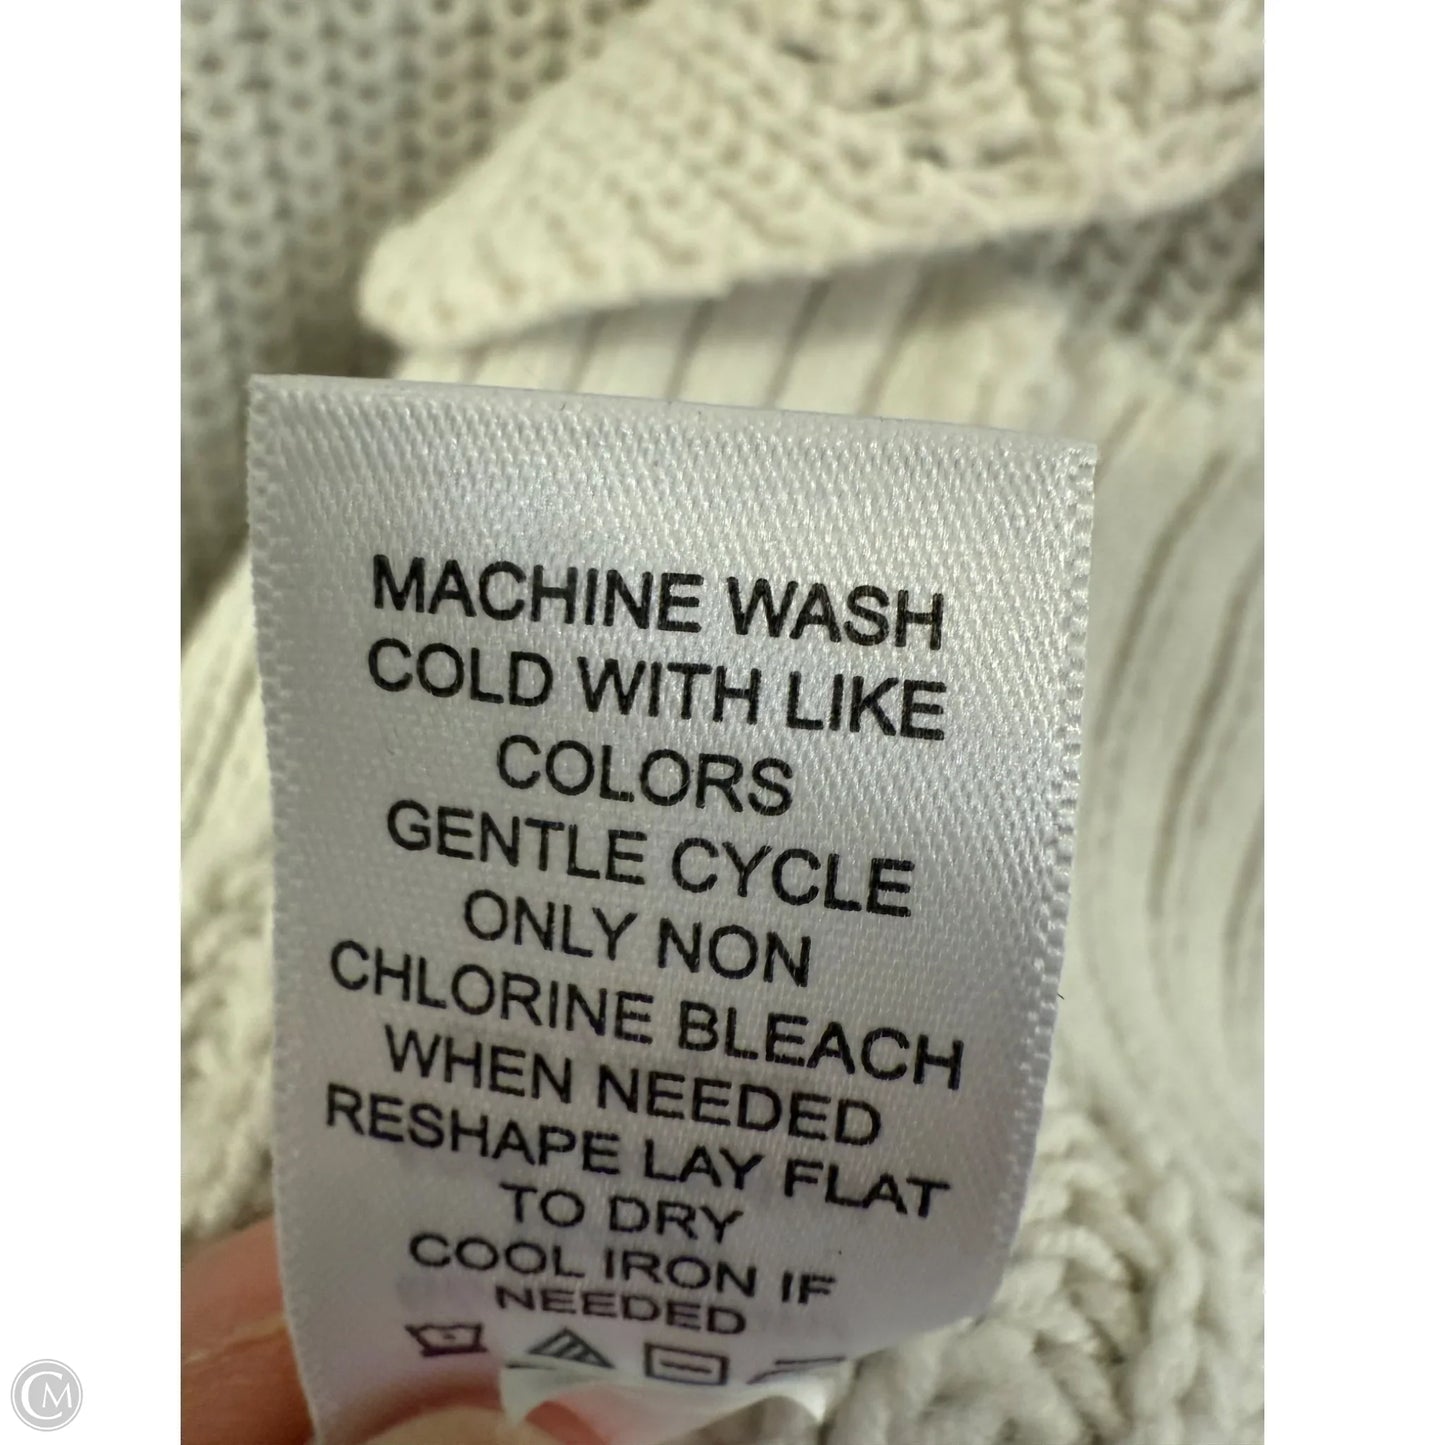 MACHINE WASH
COLD WITH LIKE
COLORS
GENTLE CYCLE
ONLY NON
CHLORINE BLEACH
WHEN NEEDED
RESHAPE LAY FLAT
TO DRY
COOL IRON IF
NEEDED
CM